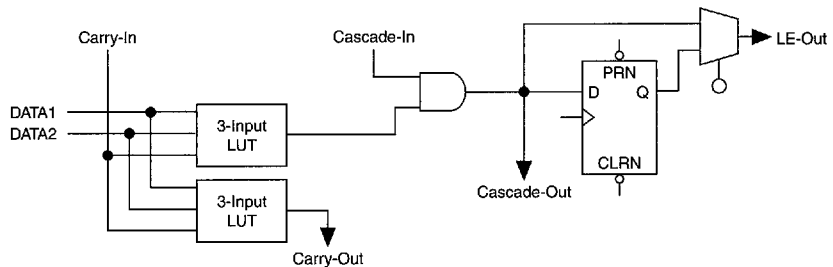 Carry-In
Cascade-In
LE-Out
PRN
D Q
DATA1
DATA2
3-Input
LUT
CLRN
Cascade-Out
3-Input
LUT
Carry-Out